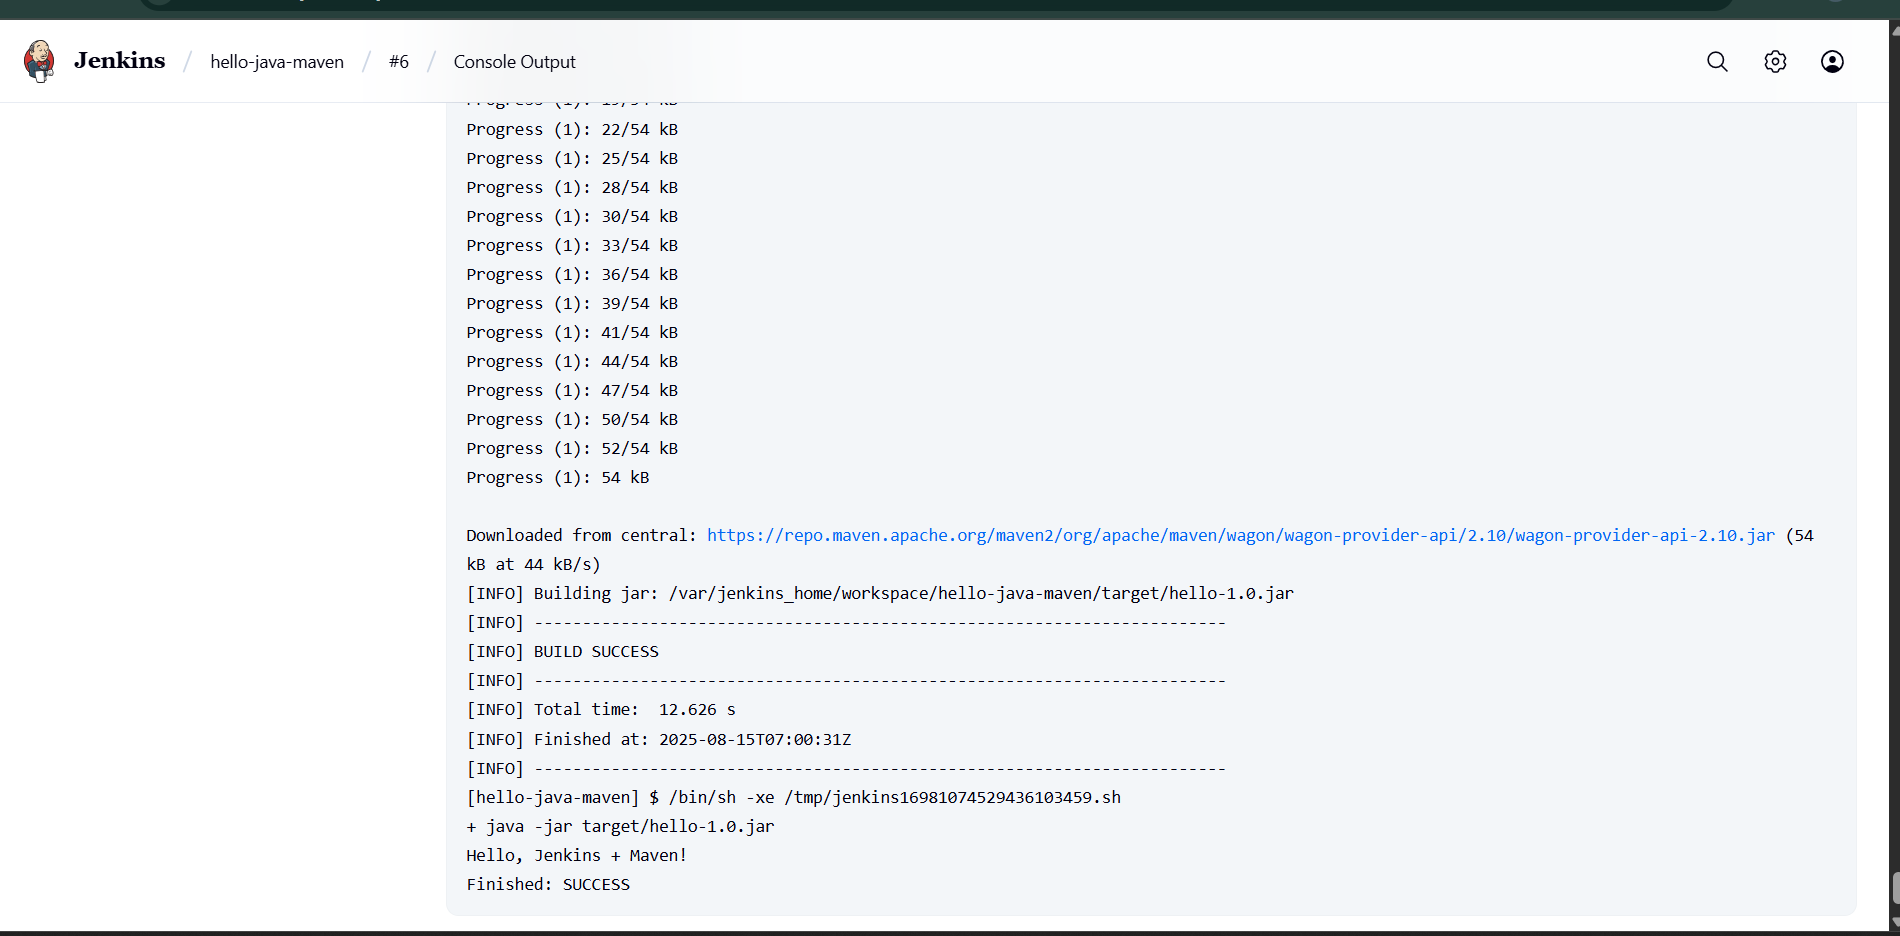 Jenkins / hello-java-maven / #6 / Console Output
Progress (1): 22/54 kB
Progress (1): 25/54 kB
Progress (1): 28/54 kB
Progress (1): 30/54 kB
Progress (1): 33/54 kB
Progress (1): 36/54 kB
Progress (1): 39/54 kB
Progress (1): 41/54 kB
Progress (1): 44/54 kB
Progress (1): 47/54 kB
Progress (1): 50/54 kB
Progress (1): 52/54 kB
Progress (1): 54 kB
Downloaded from central: https://repo.maven.apache.org/maven2/org/apache/maven/wagon/wagon-provider-api/2.10/wagon-provider-api-2.10.jar (54
kB at 44 kB/s)
[INFO] Building jar: /var/jenkins_home/workspace/hello-java-maven/target/hello-1.0.jar
[INFO] ------------------------------------------------------------------------
[INFO] BUILD SUCCESS
[INFO] ------------------------------------------------------------------------
[INFO] Total time:  12.626 s
[INFO] Finished at: 2025-08-15T07:00:31Z
[INFO] ------------------------------------------------------------------------
[hello-java-maven] $ /bin/sh -xe /tmp/jenkins16981074529436103459.sh
+ java -jar target/hello-1.0.jar
Hello, Jenkins + Maven!
Finished: SUCCESS